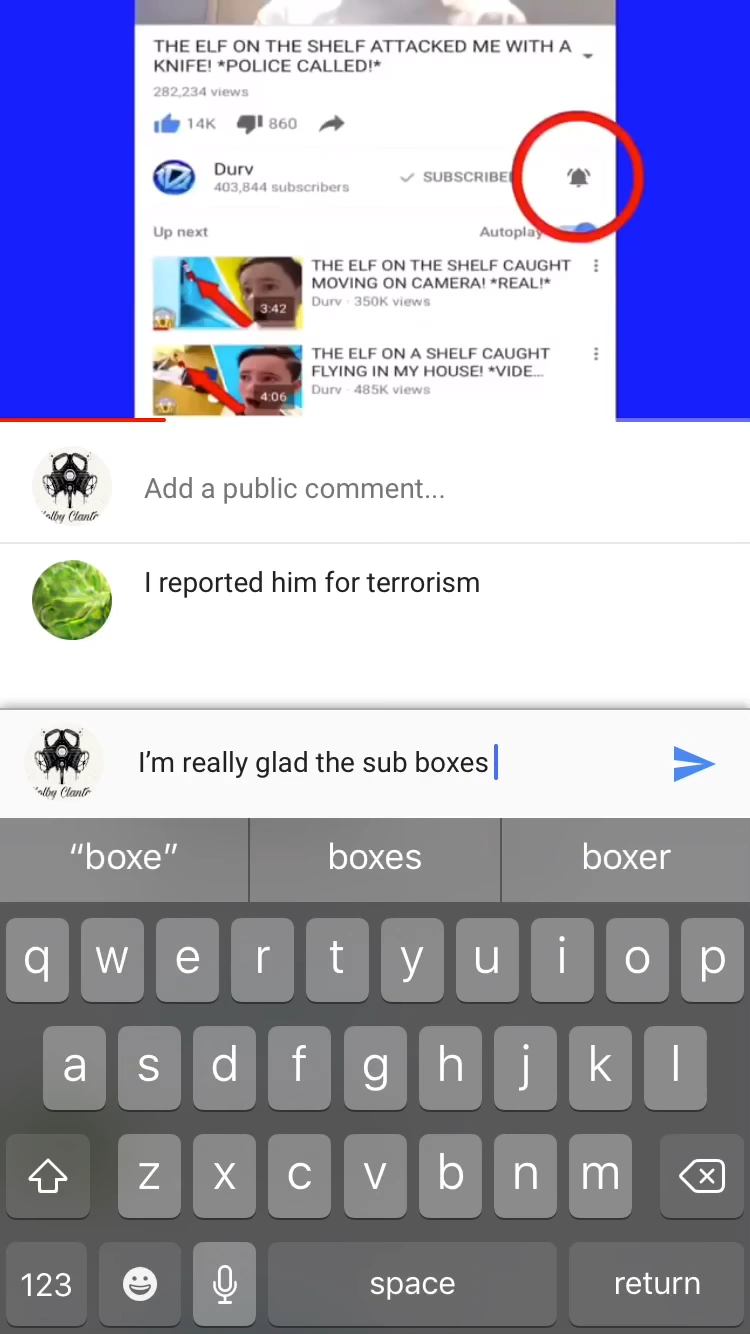 THE ELF ON THE SHELF ATTACKED ME WITH A
KNIFE! *POLICE CALLED!*
282,234 views
14K 860
Durv
403,844 subscribers
SUBSCRIBE
Up next
Autoplay
THE ELF ON THE SHELF CAUGHT
MOVING ON CAMERA! *REAL!*
Durv · 350K views
3:42
THE ELF ON A SHELF CAUGHT
FLYING IN MY HOUSE! *VIDE...
Durv · 485K views
4:06
Add a public comment...
I reported him for terrorism
I’m really glad the sub boxes
“boxe” boxes boxer
q w e r t y u i o p
a s d f g h j k l
z x c v b n m
123 space return